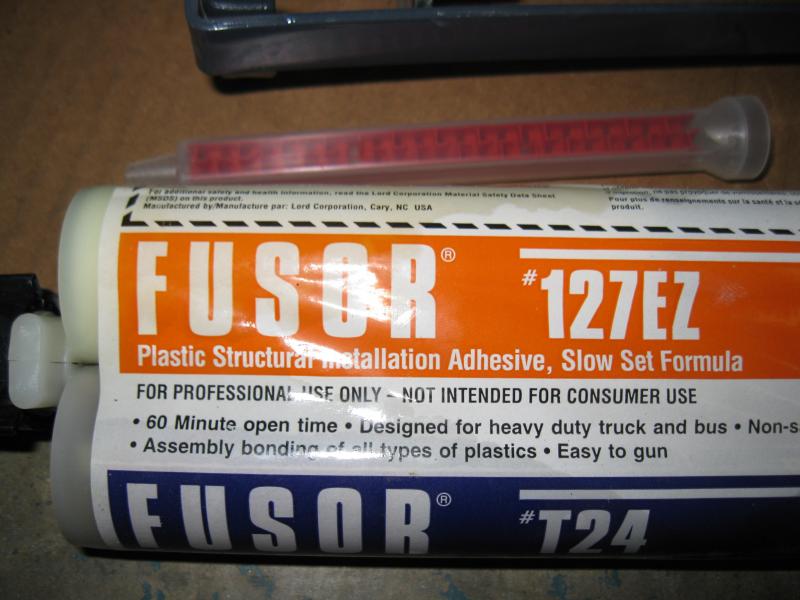 For additional safety and health information, read the Lord Corporation Material Safety Data Sheet
(MSDS) on this product.
Manufactured by/Manufacture par: Lord Corporation, Cary, NC USA
Pour plus de renseignements sur la santé et la
produit.
FUSOR® #127EZ
Plastic Structural Installation Adhesive, Slow Set Formula
FOR PROFESSIONAL USE ONLY – NOT INTENDED FOR CONSUMER USE
• 60 Minute open time • Designed for heavy duty truck and bus • Non-s
• Assembly bonding of all types of plastics • Easy to gun
FUSOR® #T24